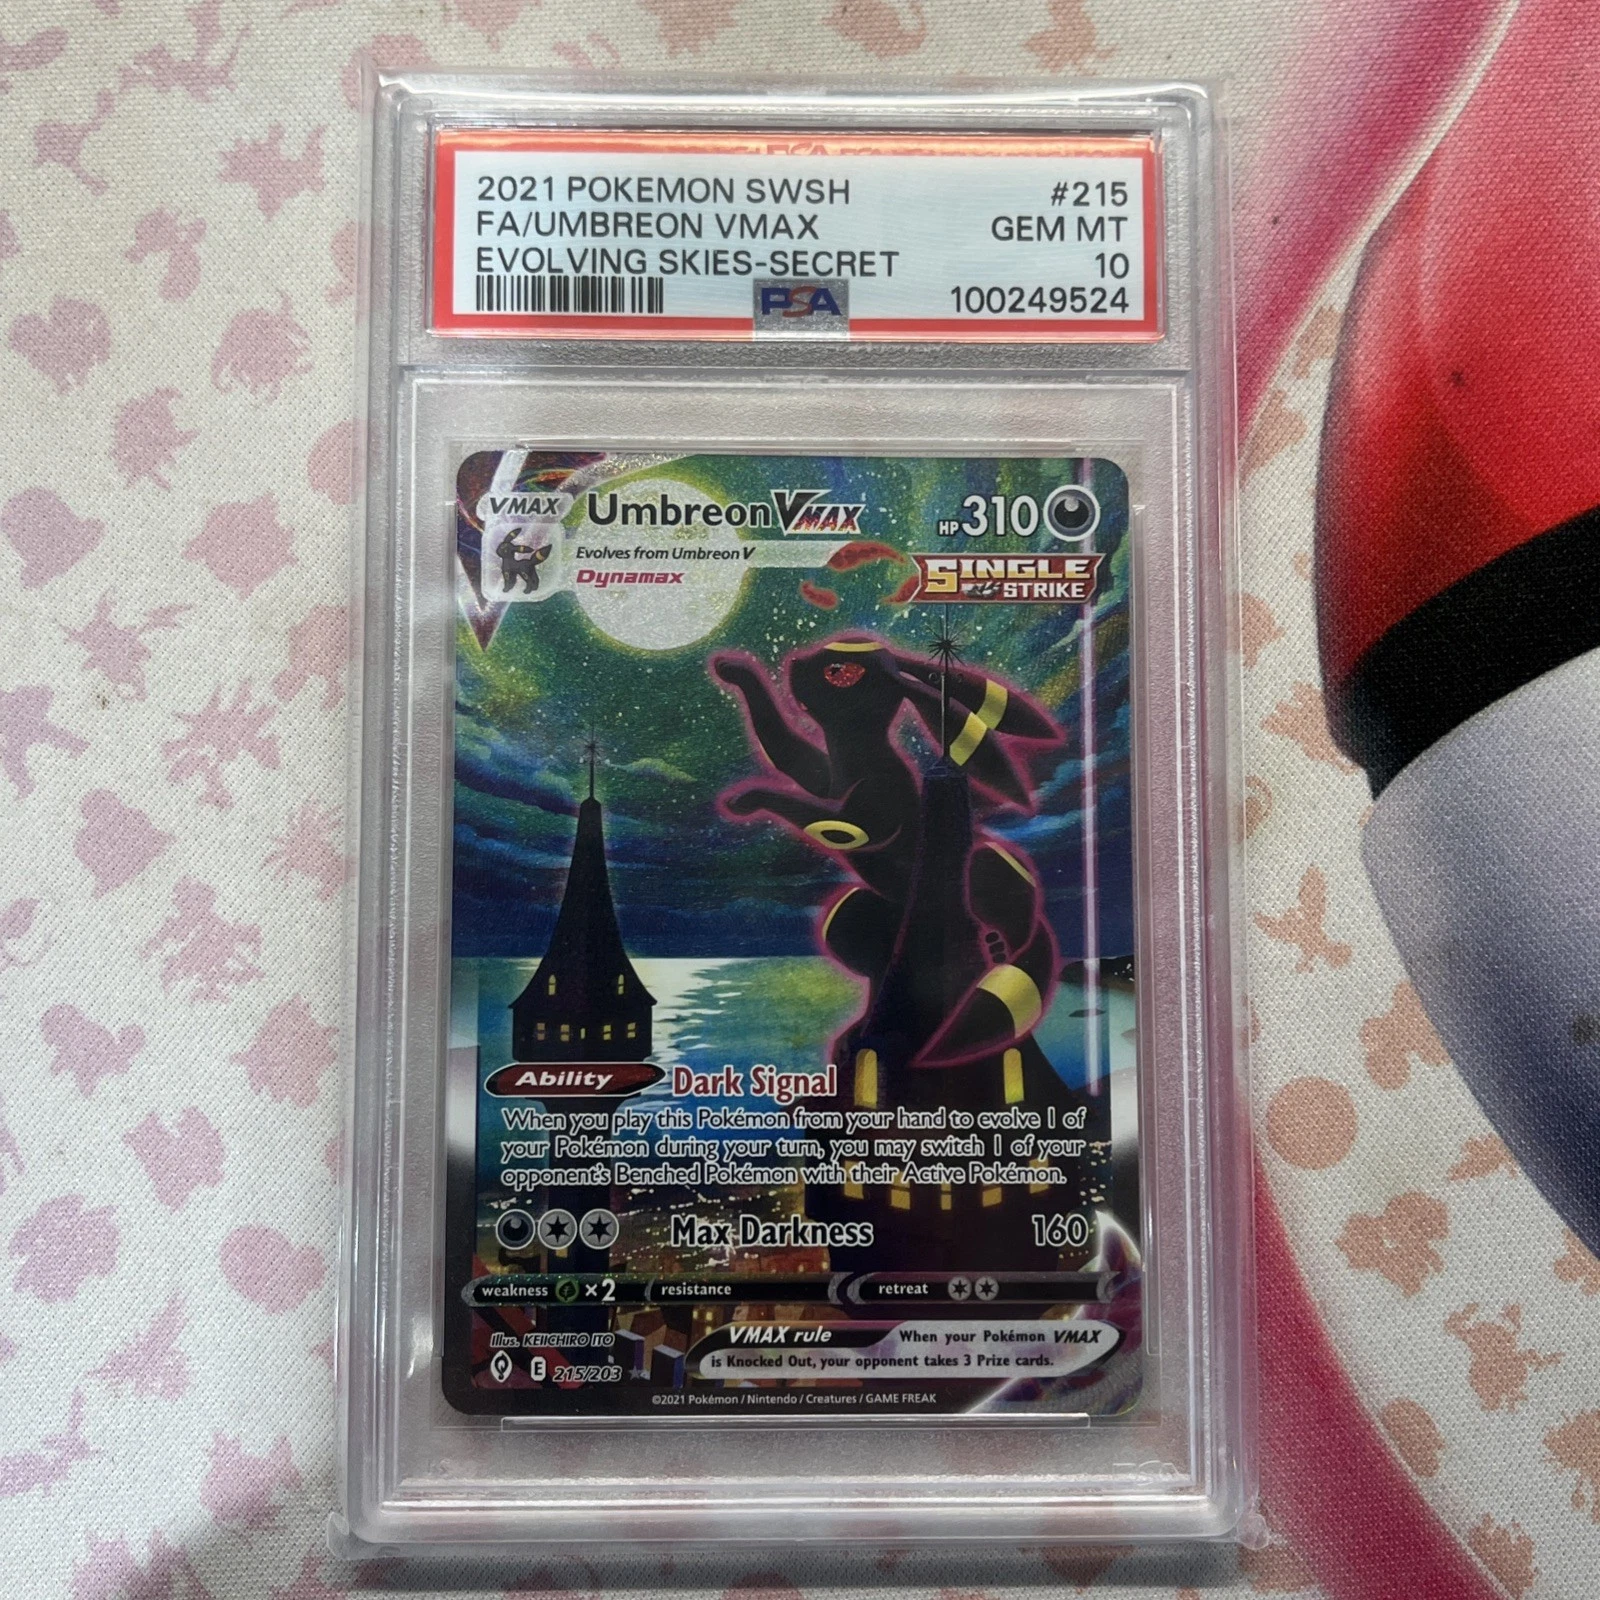 2021 POKEMON SWSH #215
FA/UMBREON VMAX GEM MT
EVOLVING SKIES-SECRET 10
PSA 100249524
VMAX Umbreon VMAX HP 310
Evolves from Umbreon V
Dynamax
SINGLE
STRIKE
Ability Dark Signal
When you play this Pokémon from your hand to evolve 1 of
your Pokémon during your turn, you may switch 1 of your
opponent's Benched Pokémon with their Active Pokémon.
Max Darkness 160
weakness ×2 resistance retreat
Illus. KEIICHIRO ITO
VMAX rule When your Pokémon VMAX
is Knocked Out, your opponent takes 3 Prize cards.
E 215/203
©2021 Pokémon / Nintendo / Creatures / GAME FREAK